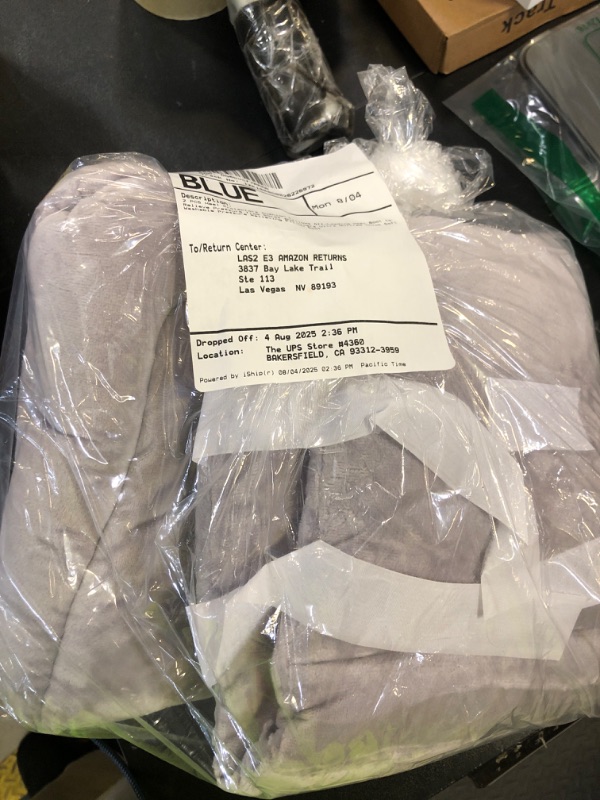 Track
BLUE
Mon 8/04
Description
To/Return Center:
LAS2 E3 AMAZON RETURNS
3837 Bay Lake Trail
Ste 113
Las Vegas NV 89193
Dropped Off: 4 Aug 2025 2:36 PM
Location: The UPS Store #4360
BAKERSFIELD, CA 93312-3959
Powered by iShip(r) 08/04/2025 02:36 PM Pacific Time